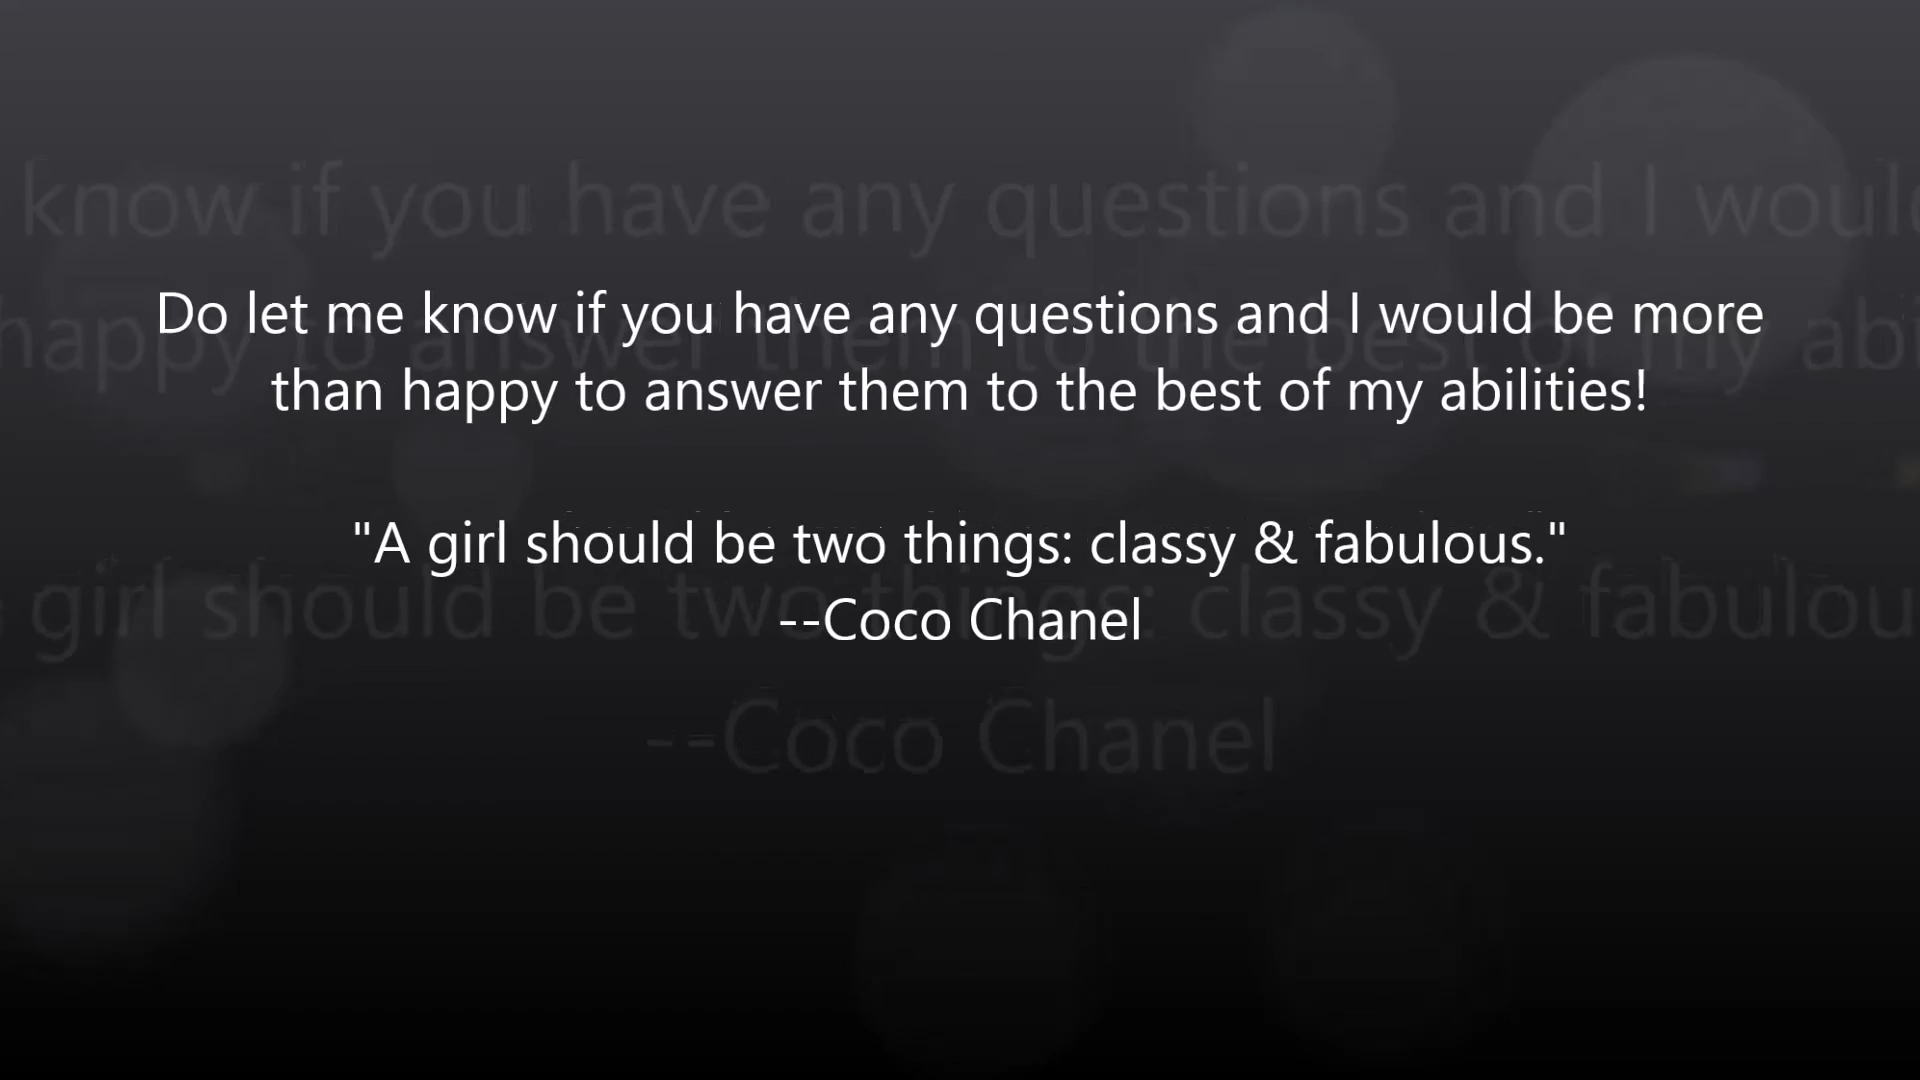 Do let me know if you have any questions and I would be more
than happy to answer them to the best of my abilities!
"A girl should be two things: classy & fabulous."
--Coco Chanel